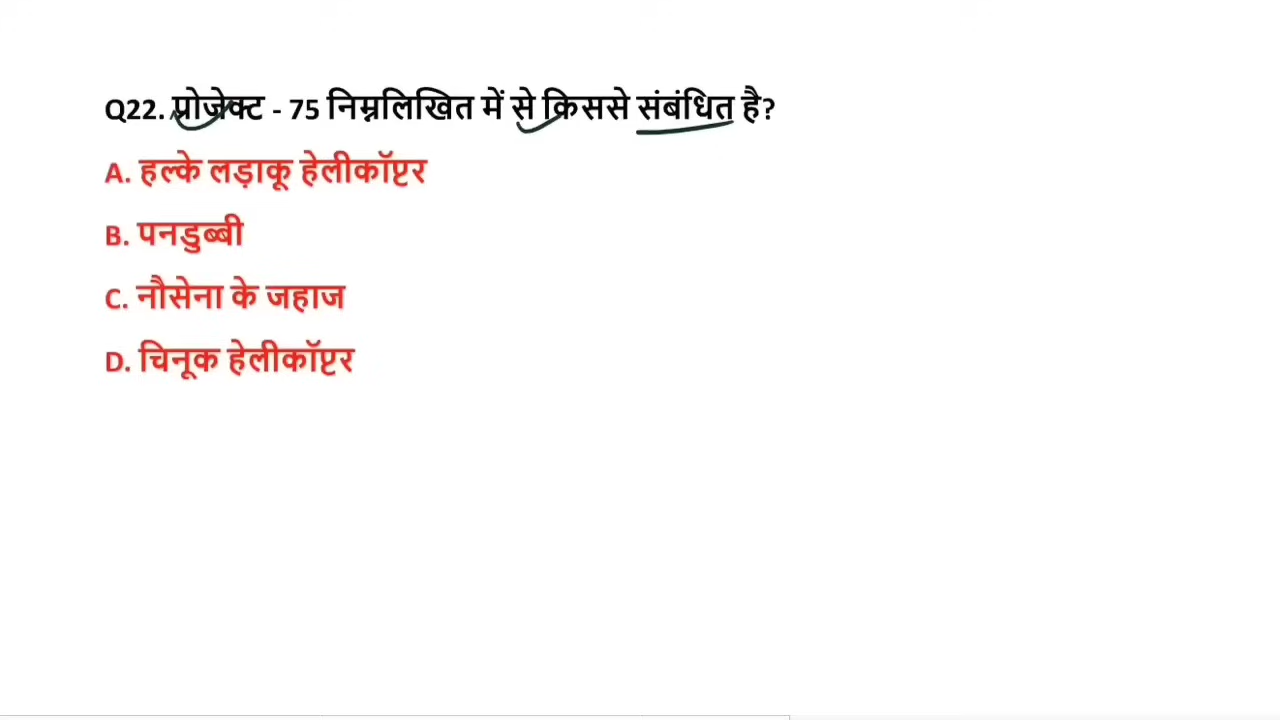 Q22. प्रोजेक्ट - 75 निम्नलिखित में से किससे संबंधित है?
A. हल्के लड़ाकू हेलीकॉप्टर
B. पनडुब्बी
C. नौसेना के जहाज
D. चिनूक हेलीकॉप्टर